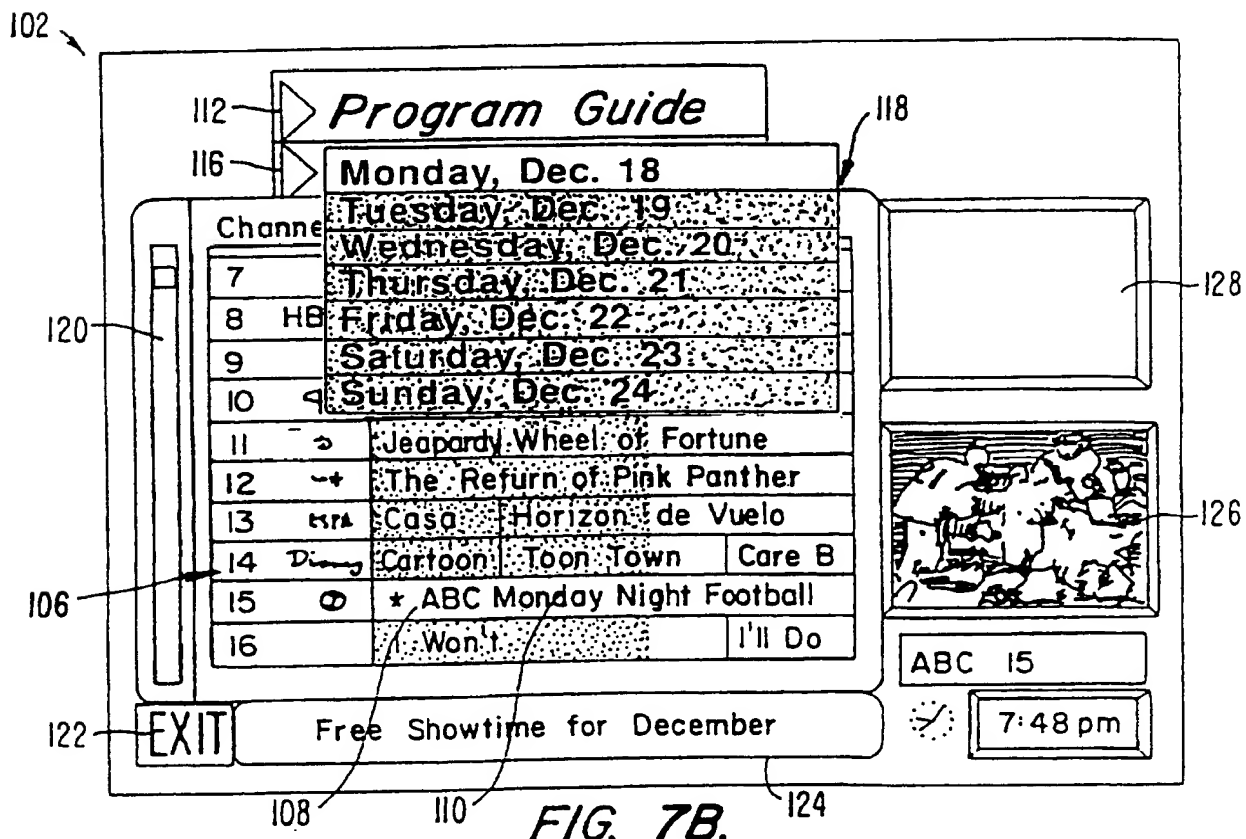 102
112
Program Guide
118
116
Monday, Dec. 18
Tuesday, Dec. 19
Wednesday, Dec. 20
Thursday, Dec. 21
Friday, Dec. 22
Saturday, Dec 23
Sunday, Dec. 24
Channe
7
8 HB
9
10
128
120
11 Jeapardy Wheel of Fortune
12 The Return of Pink Panther
13 Casa Horizon de Vuelo
14 Cartoon Toon Town Care B
15 * ABC Monday Night Football
16 I Won't I'll Do
126
106
ABC 15
122
EXIT
Free Showtime for December
7:48 pm
108
110
124
FIG. 7B.